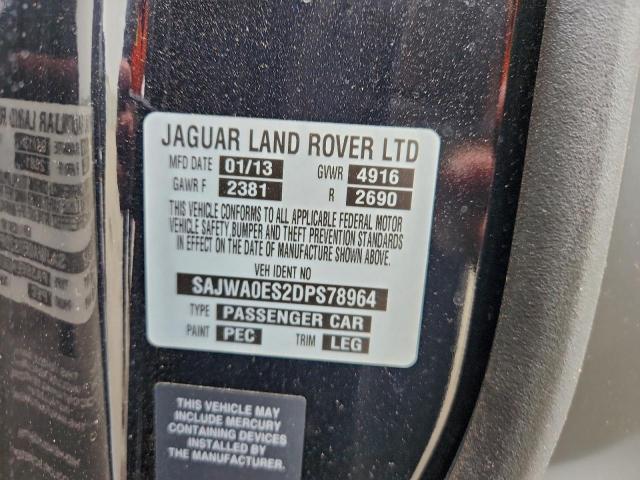 JAGUAR LAND ROVER LTD
MFD DATE 01/13 GVWR 4916
GAWR F 2381 R 2690
THIS VEHICLE CONFORMS TO ALL APPLICABLE FEDERAL MOTOR
VEHICLE SAFETY, BUMPER AND THEFT PREVENTION STANDARDS
IN EFFECT ON THE DATE OF MANUFACTURE SHOWN ABOVE.
VEH IDENT NO
SAJWA0ES2DPS78964
TYPE PASSENGER CAR
PAINT PEC TRIM LEG
THIS VEHICLE MAY
INCLUDE MERCURY
CONTAINING DEVICES
INSTALLED BY
THE MANUFACTURER.